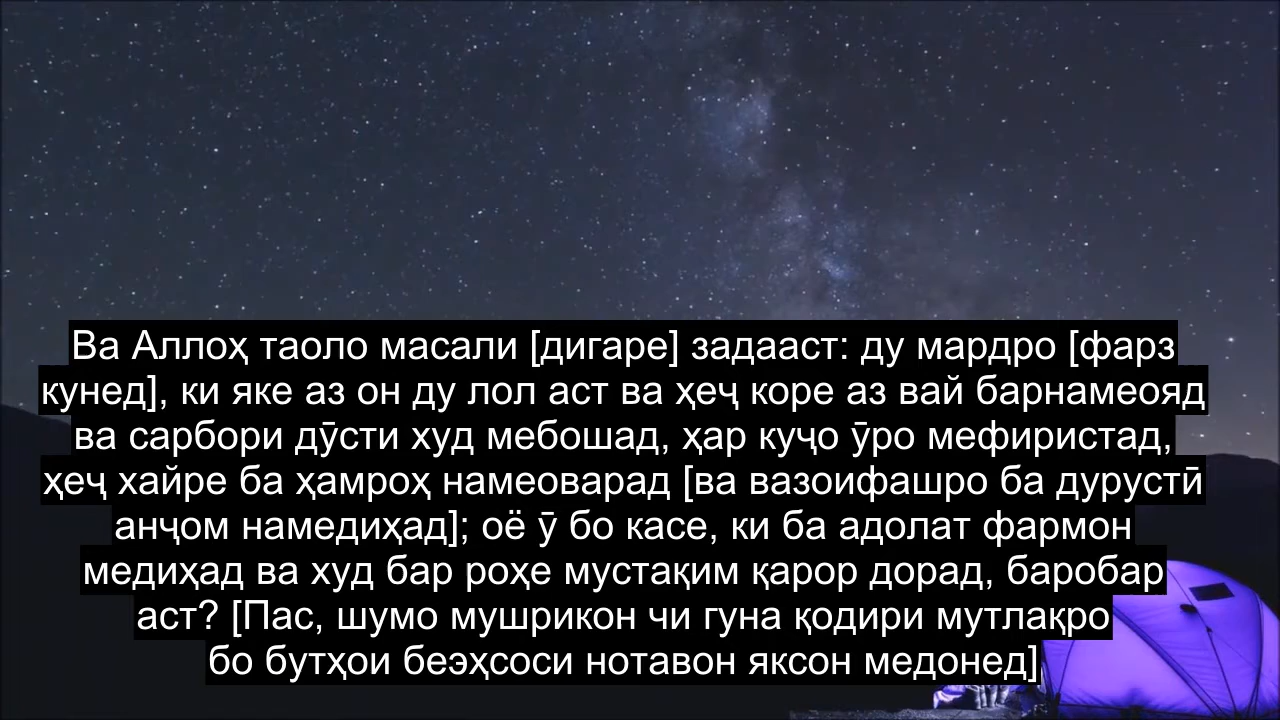 Ва Аллоҳ таоло масали [дигаре] задааст: ду мардро [фарз
кунед], ки яке аз он ду лол аст ва ҳеҷ коре аз вай барнамеояд
ва сарбори дӯсти худ мебошад, ҳар куҷо ӯро мефиристад,
ҳеҷ хайре ба ҳамроҳ намеоварад [ва вазоифашро ба дурустӣ
анҷом намедиҳад]; оё ӯ бо касе, ки ба адолат фармон
медиҳад ва худ бар роҳе мустақим қарор дорад, баробар
аст? [Пас, шумо мушрикон чи гуна қодири мутлақро
бо бутҳои беэҳсоси нотавон яксон медонед]